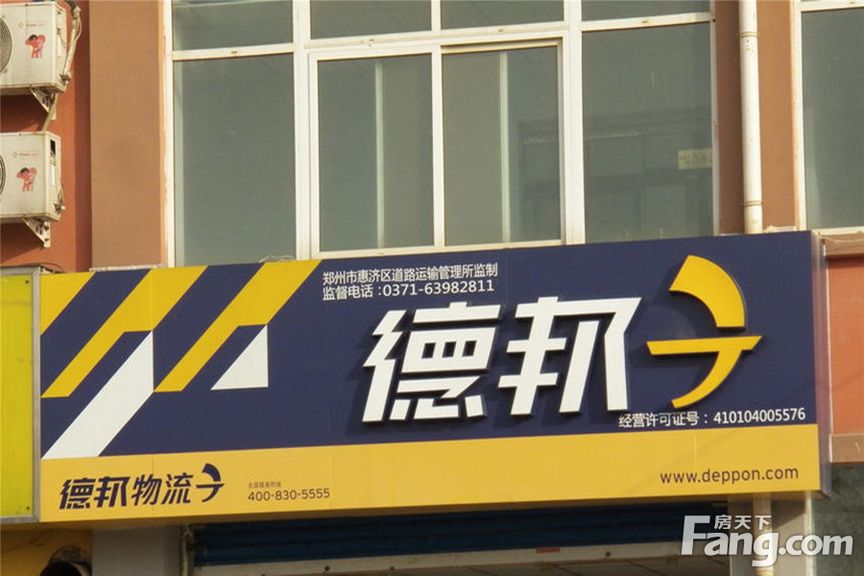 郑州市惠济区道路运输管理所监制
监督电话:0371-63982811
德邦
经营许可证号:410104005576
德邦物流
全国服务热线
400-830-5555
www.deppon.com
房天下
Fang.com